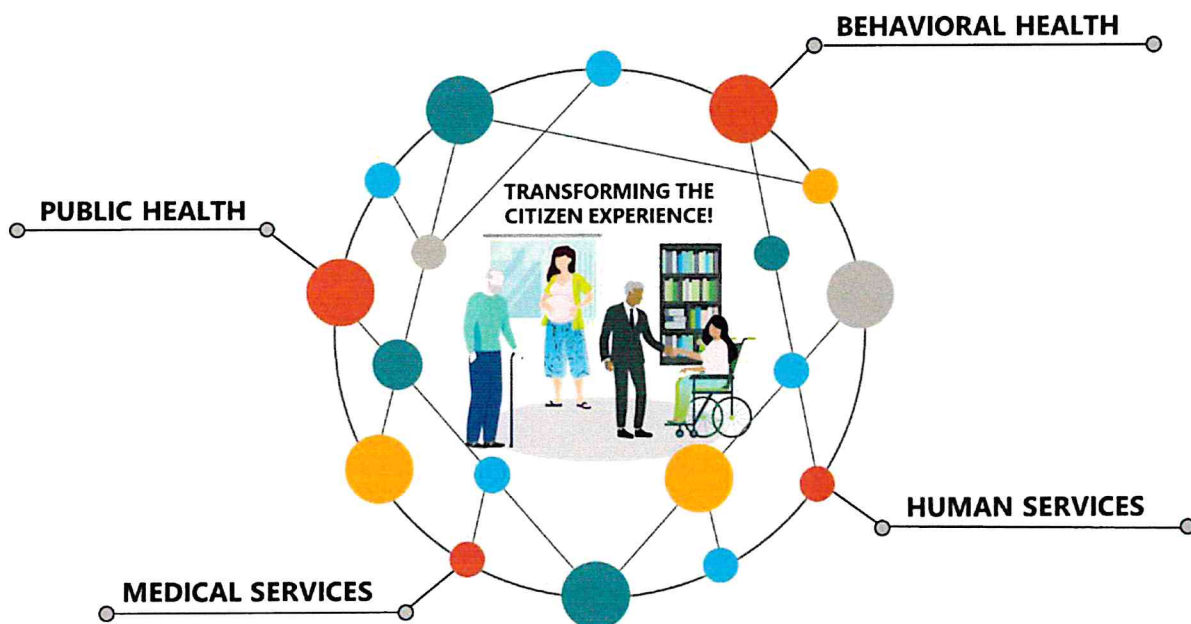 BEHAVIORAL HEALTH
TRANSFORMING THE
CITIZEN EXPERIENCE!
PUBLIC HEALTH
HUMAN SERVICES
MEDICAL SERVICES